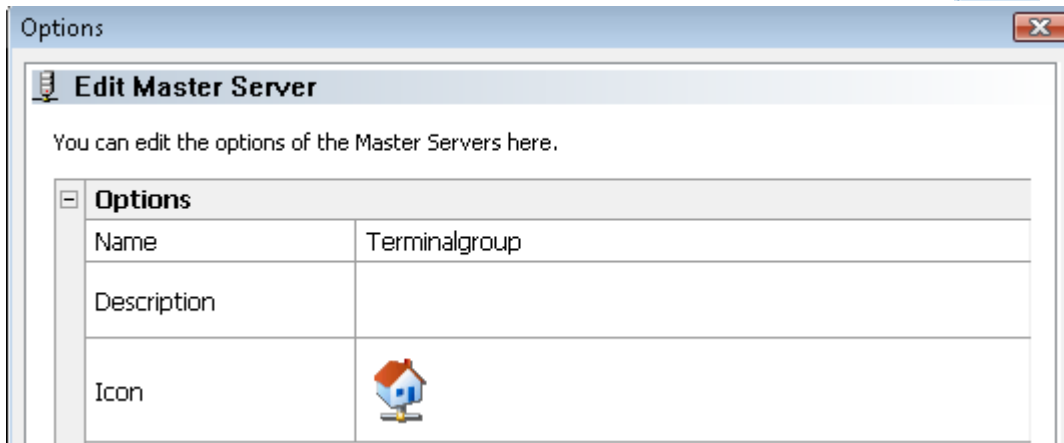 Options
Edit Master Server
You can edit the options of the Master Servers here.
Options
Name Terminalgroup
Description
Icon